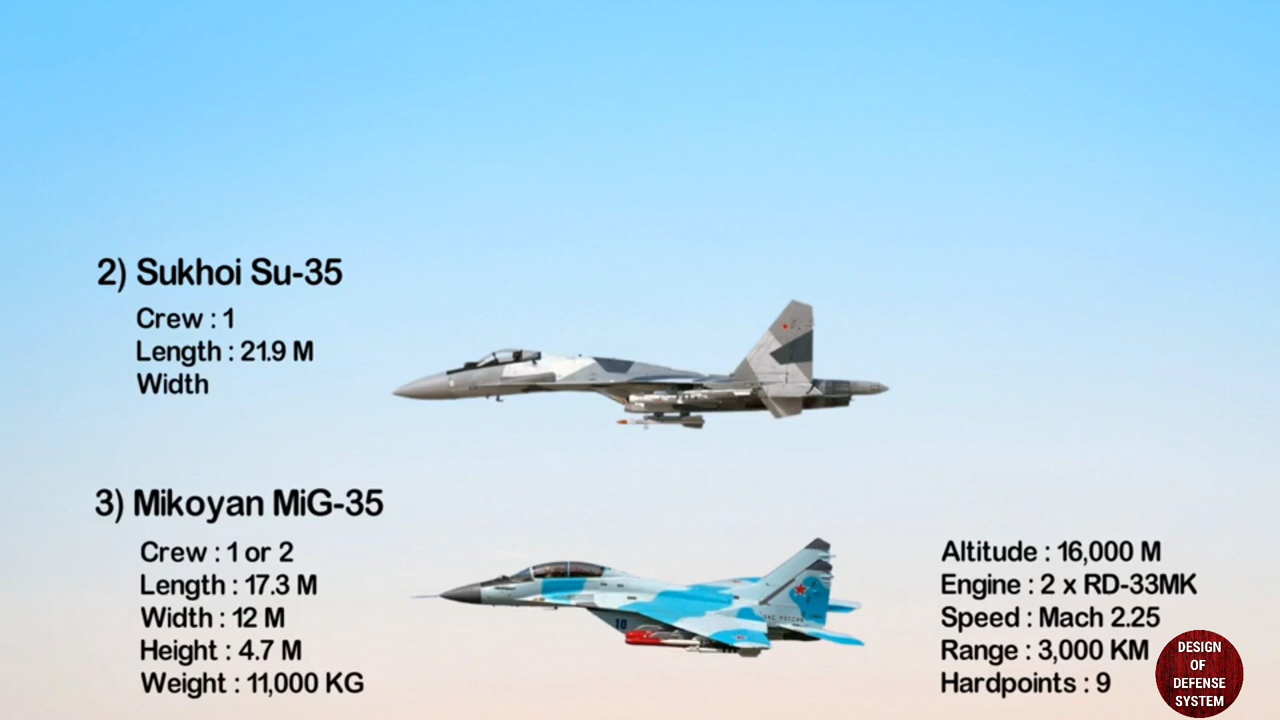 2) Sukhoi Su-35
Crew : 1
Length : 21.9 M
Width
3) Mikoyan MiG-35
Crew : 1 or 2
Length : 17.3 M
Width : 12 M
Height : 4.7 M
Weight : 11,000 KG
10
Altitude : 16,000 M
Engine : 2 x RD-33MK
Speed : Mach 2.25
Range : 3,000 KM
Hardpoints : 9
DESIGN
OF
DEFENSE
SYSTEM